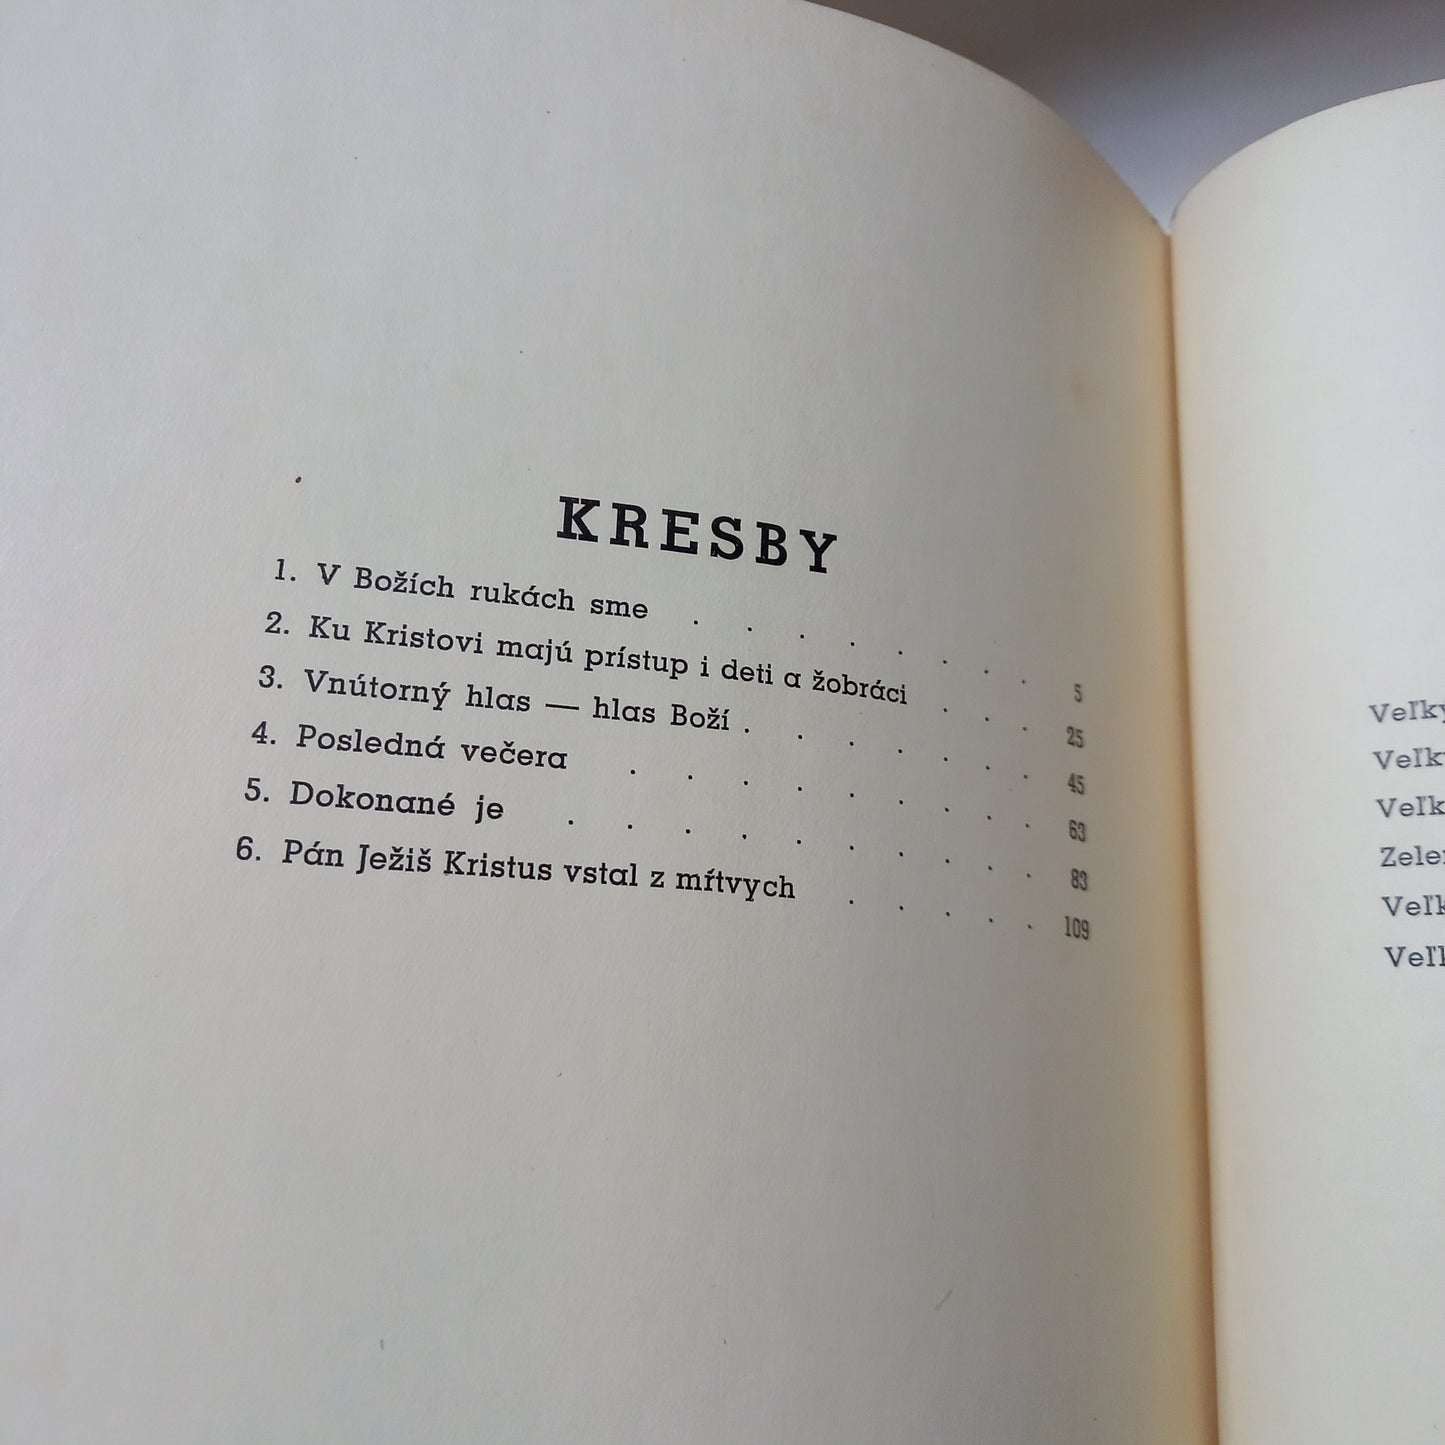 KRESBY
1. V Božích rukách sme . . . . . . . . 5
2. Ku Kristovi majú prístup i deti a žobráci . . . 25
3. Vnútorný hlas — hlas Boží . . . . . . . 45
4. Posledná večera . . . . . . . . 63
5. Dokonané je . . . . . . . . . 83
6. Pán Ježiš Kristus vstal z mŕtvych . . . . . 109
Zelen